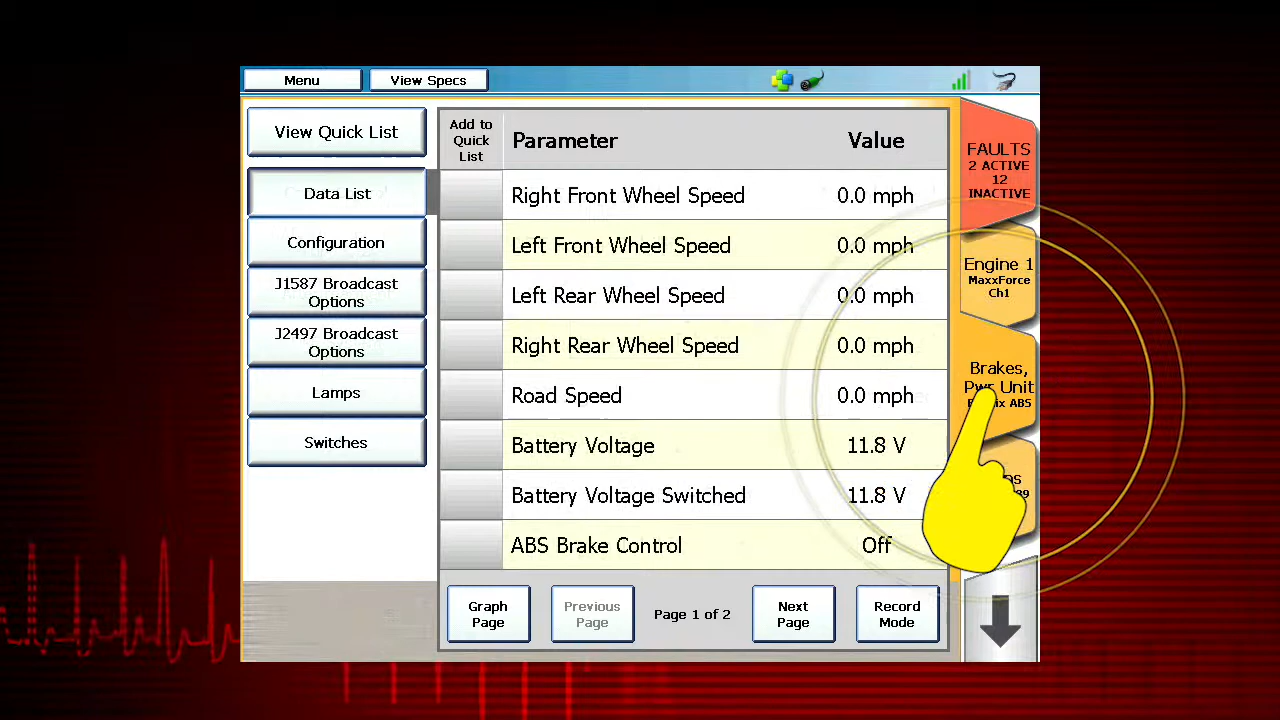 Menu
View Specs
View Quick List
Data List
Configuration
J1587 Broadcast
Options
J2497 Broadcast
Options
Lamps
Switches
Add to
Quick
List
Parameter
Value
Right Front Wheel Speed
0.0 mph
Left Front Wheel Speed
0.0 mph
Left Rear Wheel Speed
0.0 mph
Right Rear Wheel Speed
0.0 mph
Road Speed
0.0 mph
Battery Voltage
11.8 V
Battery Voltage Switched
11.8 V
ABS Brake Control
Off
Graph
Page
Previous
Page
Page 1 of 2
Next
Page
Record
Mode
FAULTS
2 ACTIVE
12
INACTIVE
Engine 1
MaxxForce
Ch1
Brakes,
Pwr Unit
ABS